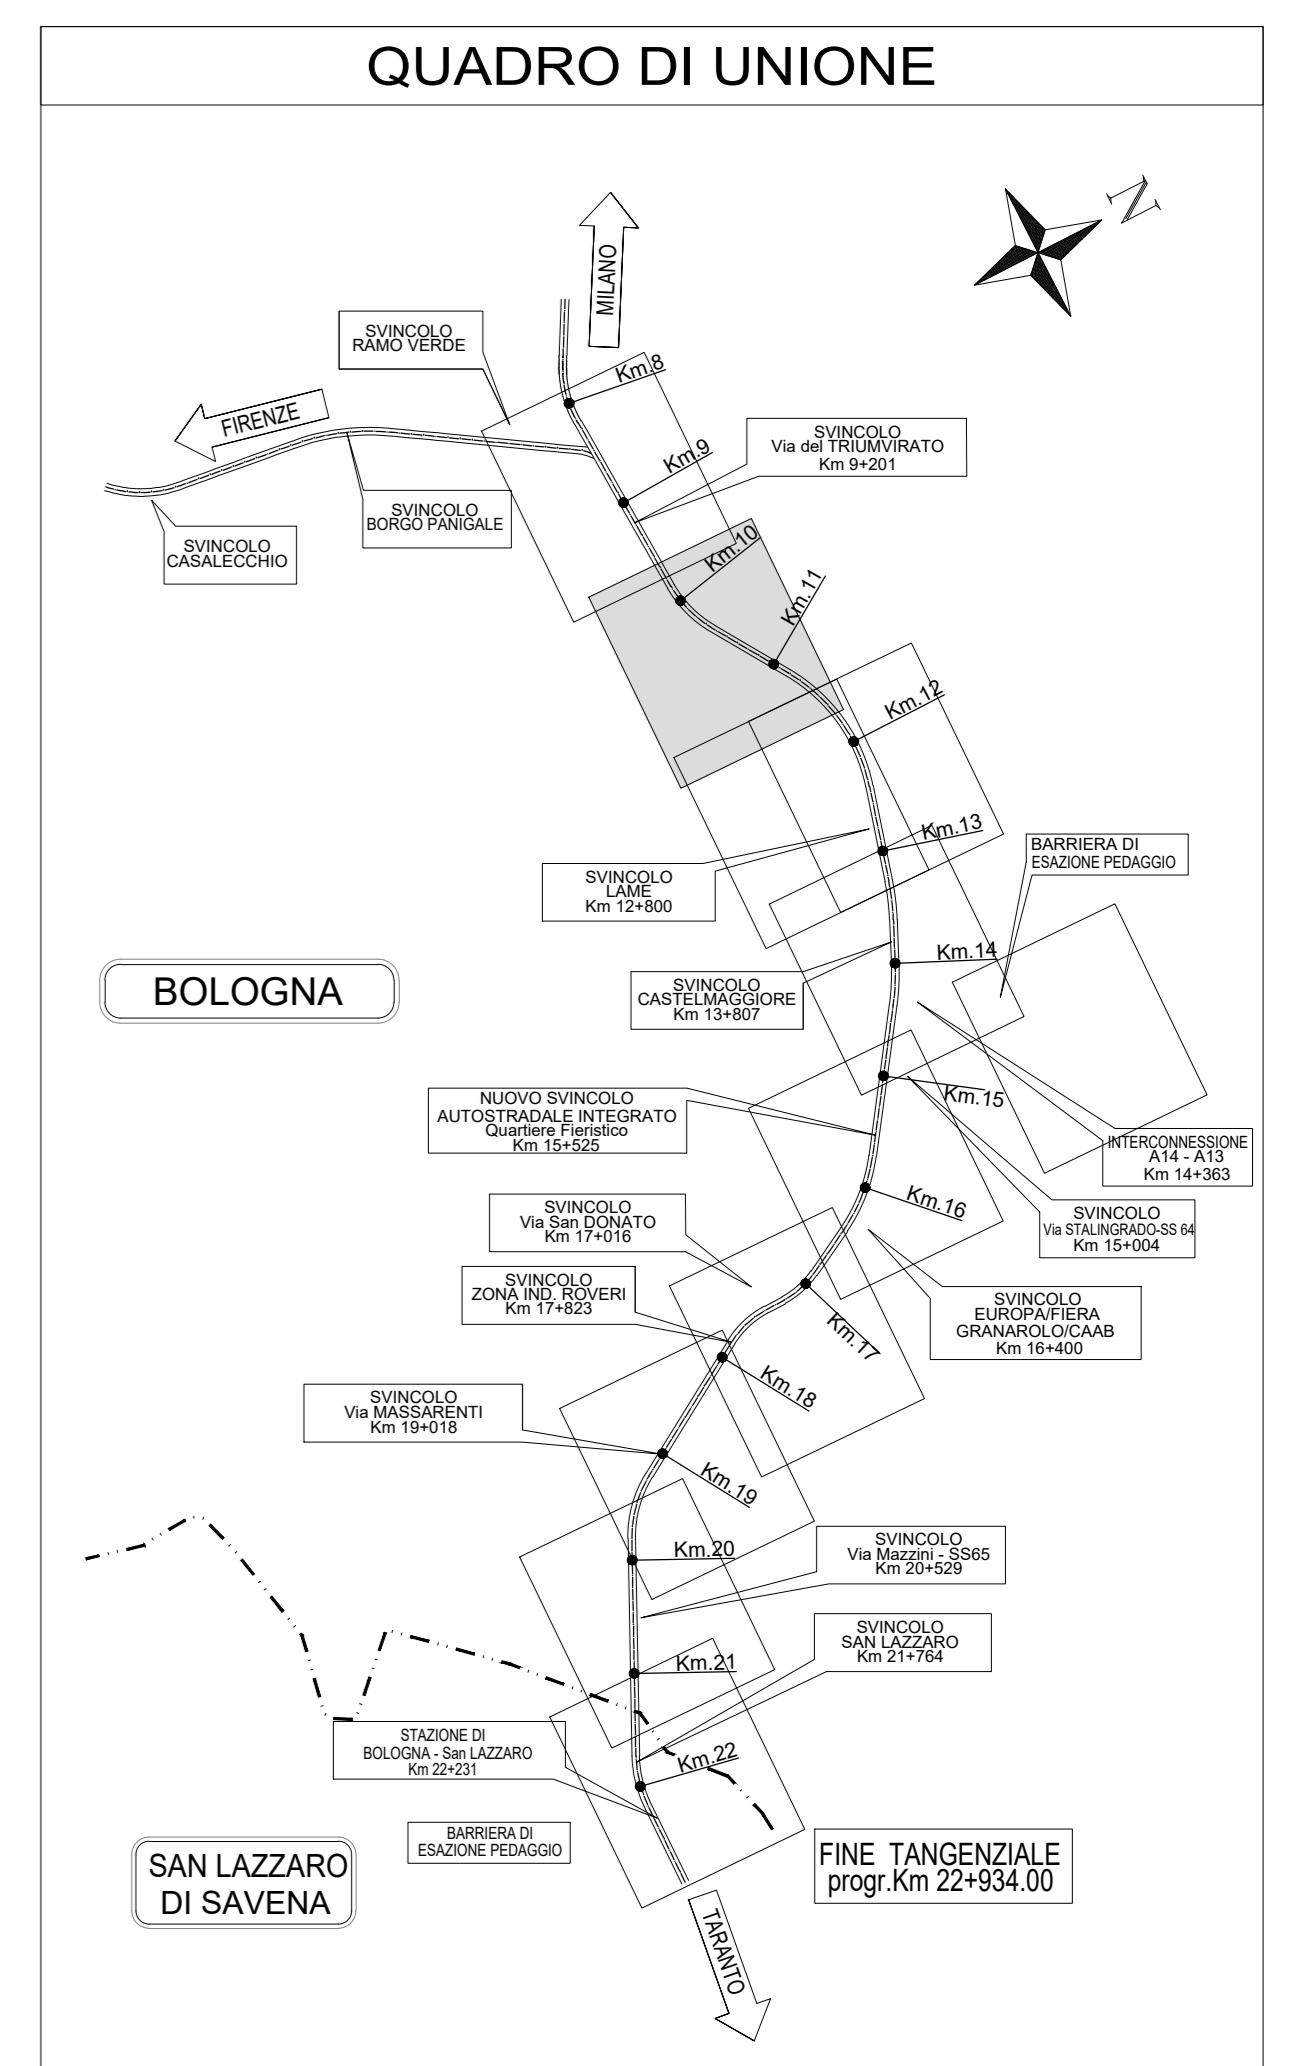 QUADRO DI UNIONE
N
MILANO
SVINCOLO
RAMO VERDE
Km.8
FIRENZE
SVINCOLO
Via del TRIUMVIRATO
Km 9+201
Km.9
SVINCOLO
BORGO PANIGALE
SVINCOLO
CASALECCHIO
Km.10
Km.11
Km.12
Km.13
BARRIERA DI
ESAZIONE PEDAGGIO
SVINCOLO
LAME
Km 12+800
Km.14
BOLOGNA
SVINCOLO
CASTELMAGGIORE
Km 13+807
Km.15
NUOVO SVINCOLO
AUTOSTRADALE INTEGRATO
Quartiere Fieristico
Km 15+525
INTERCONNESSIONE
A14 - A13
Km 14+363
Km.16
SVINCOLO
Via San DONATO
Km 17+016
SVINCOLO
Via STALINGRADO-SS 64
Km 15+004
SVINCOLO
ZONA IND. ROVERI
Km 17+823
SVINCOLO
EUROPA/FIERA
GRANAROLO/CAAB
Km 16+400
Km.17
Km.18
SVINCOLO
Via MASSARENTI
Km 19+018
Km.19
Km.20
SVINCOLO
Via Mazzini - SS65
Km 20+529
SVINCOLO
SAN LAZZARO
Km 21+764
Km.21
STAZIONE DI
BOLOGNA - San LAZZARO
Km 22+231
Km.22
BARRIERA DI
ESAZIONE PEDAGGIO
SAN LAZZARO
DI SAVENA
FINE TANGENZIALE
progr.Km 22+934.00
TARANTO